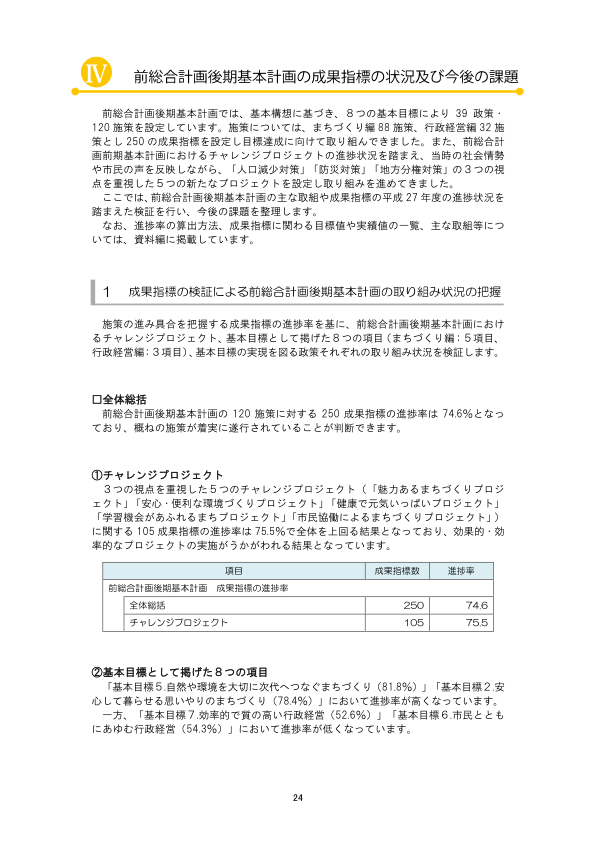 Ⅳ 前総合計画後期基本計画の成果指標の状況及び今後の課題
前総合計画後期基本計画では、基本構想に基づき、８つの基本目標により 39 政策・
120 施策を設定しています。施策については、まちづくり編 88 施策、行政経営編 32 施
策とし 250 の成果指標を設定し目標達成に向けて取り組んできました。また、前総合計
画前期基本計画におけるチャレンジプロジェクトの進捗状況を踏まえ、当時の社会情勢
や市民の声を反映しながら、「人口減少対策」「防災対策」「地方分権対策」の３つの視
点を重視した５つの新たなプロジェクトを設定し取り組みを進めてきました。
ここでは、前総合計画後期基本計画の主な取組や成果指標の平成 27 年度の進捗状況を
踏まえた検証を行い、今後の課題を整理します。
なお、進捗率の算出方法、成果指標に関わる目標値や実績値の一覧、主な取組等につ
いては、資料編に掲載しています。
1 成果指標の検証による前総合計画後期基本計画の取り組み状況の把握
施策の進み具合を把握する成果指標の進捗率を基に、前総合計画後期基本計画におけ
るチャレンジプロジェクト、基本目標として掲げた８つの項目（まちづくり編：５項目、
行政経営編：３項目）、基本目標の実現を図る政策それぞれの取り組み状況を検証します。
□全体総括
前総合計画後期基本計画の 120 施策に対する 250 成果指標の進捗率は 74.6％となっ
ており、概ねの施策が着実に遂行されていることが判断できます。
①チャレンジプロジェクト
３つの視点を重視した５つのチャレンジプロジェクト（「魅力あるまちづくりプロジ
ェクト」「安心・便利な環境づくりプロジェクト」「健康で元気いっぱいプロジェクト」
「学習機会があふれるまちプロジェクト」「市民協働によるまちづくりプロジェクト」）
に関する 105 成果指標の進捗率は 75.5％で全体を上回る結果となっており、効果的・効
率的なプロジェクトの実施がうかがわれる結果となっています。
項目 成果指標数 進捗率
前総合計画後期基本計画　成果指標の進捗率
全体総括 250 74.6
チャレンジプロジェクト 105 75.5
②基本目標として掲げた８つの項目
「基本目標５.自然や環境を大切に次代へつなぐまちづくり（81.8％）」「基本目標２.安
心して暮らせる思いやりのまちづくり（78.4％）」において進捗率が高くなっています。
一方、「基本目標７.効率的で質の高い行政経営（52.6％）」「基本目標６.市民ととも
にあゆむ行政経営（54.3％）」において進捗率が低くなっています。
24